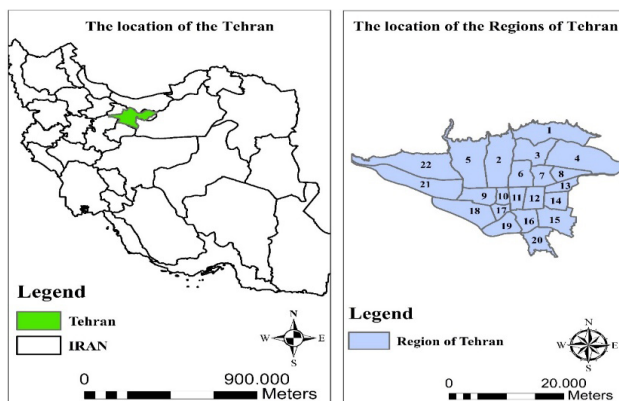 The location of the Tehran
Legend
Tehran
IRAN
N
W E
S
0 900.000
Meters
The location of the Regions of Tehran
1
2
3
4
5
6
7
8
22
21
13
9
10
11
12
14
18
17
19
16
15
20
Legend
Region of Tehran
N
W E
S
0 20.000
Meters